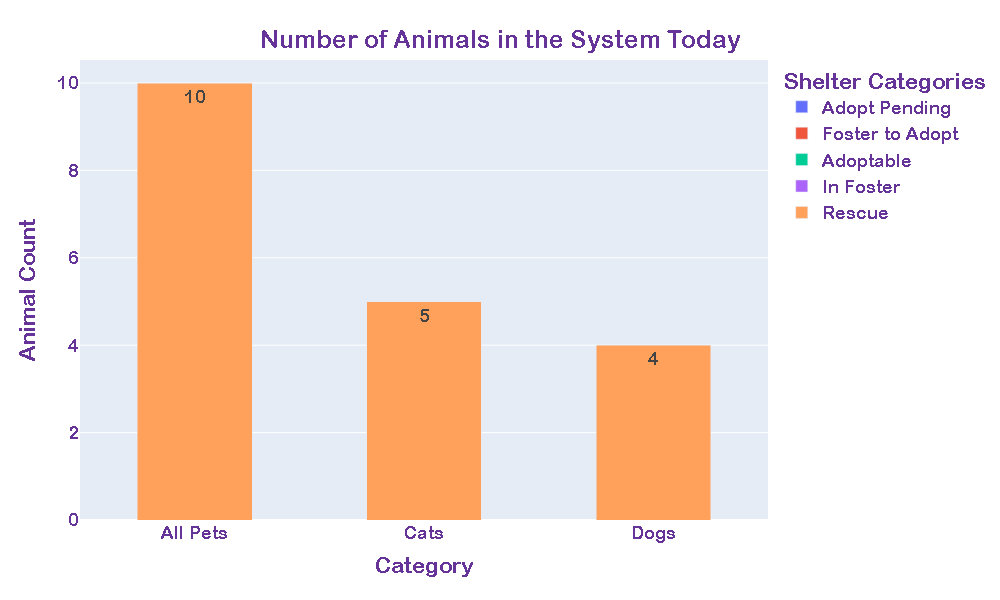 Number of Animals in the System Today
Shelter Categories
Adopt Pending
Foster to Adopt
Adoptable
In Foster
Rescue
Animal Count
10
8
6
4
2
0
10
5
4
All Pets
Cats
Dogs
Category